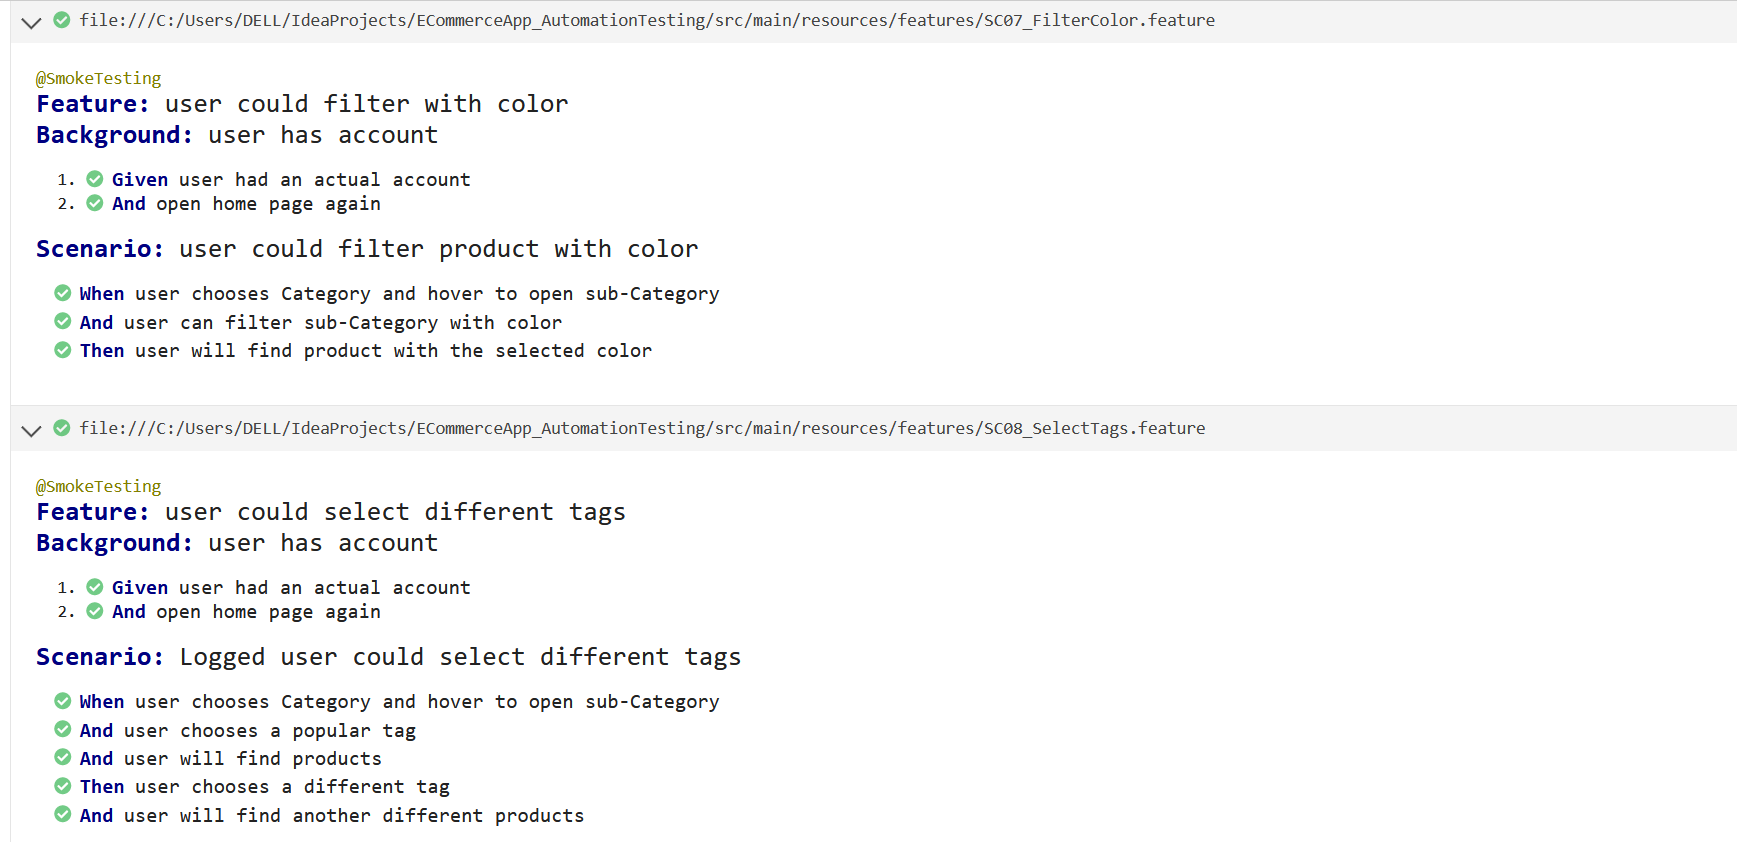 file:///C:/Users/DELL/IdeaProjects/ECommerceApp_AutomationTesting/src/main/resources/features/SC07_FilterColor.feature
@SmokeTesting
Feature: user could filter with color
Background: user has account
1. Given user had an actual account
2. And open home page again
Scenario: user could filter product with color
When user chooses Category and hover to open sub-Category
And user can filter sub-Category with color
Then user will find product with the selected color
file:///C:/Users/DELL/IdeaProjects/ECommerceApp_AutomationTesting/src/main/resources/features/SC08_SelectTags.feature
@SmokeTesting
Feature: user could select different tags
Background: user has account
1. Given user had an actual account
2. And open home page again
Scenario: Logged user could select different tags
When user chooses Category and hover to open sub-Category
And user chooses a popular tag
And user will find products
Then user chooses a different tag
And user will find another different products